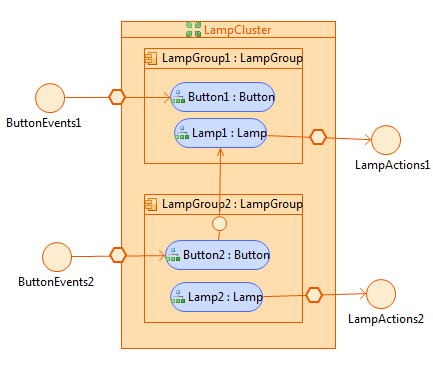 LampCluster
LampGroup1 : LampGroup
Button1 : Button
ButtonEvents1
Lamp1 : Lamp
LampActions1
LampGroup2 : LampGroup
Button2 : Button
ButtonEvents2
Lamp2 : Lamp
LampActions2